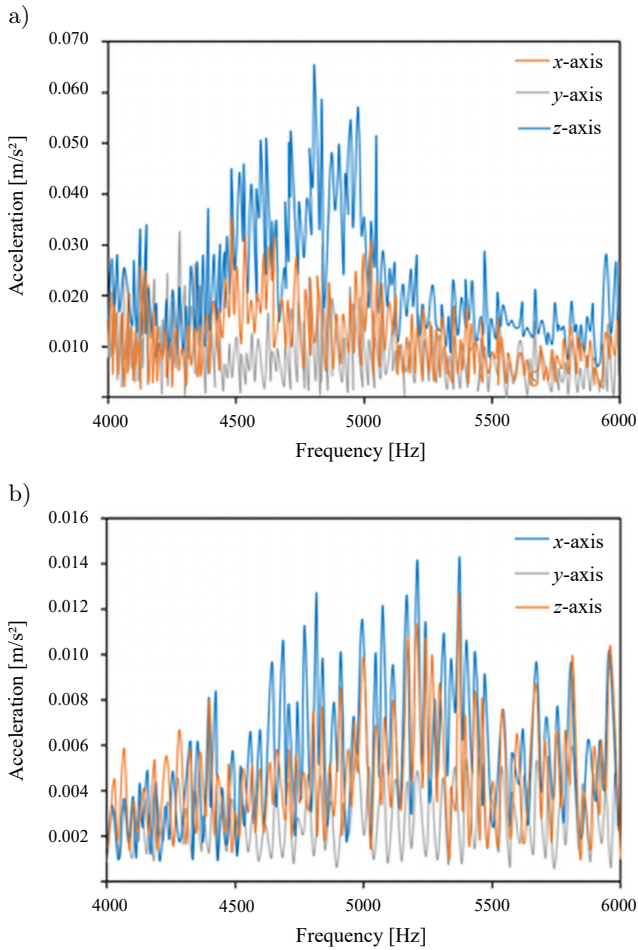 a)
0.070
0.060
0.050
0.040
0.030
0.020
0.010
Acceleration [m/s²]
x-axis
y-axis
z-axis
4000 4500 5000 5500 6000
Frequency [Hz]
b)
0.016
0.014
0.012
0.010
0.008
0.006
0.004
0.002
Acceleration [m/s²]
x-axis
y-axis
z-axis
4000 4500 5000 5500 6000
Frequency [Hz]